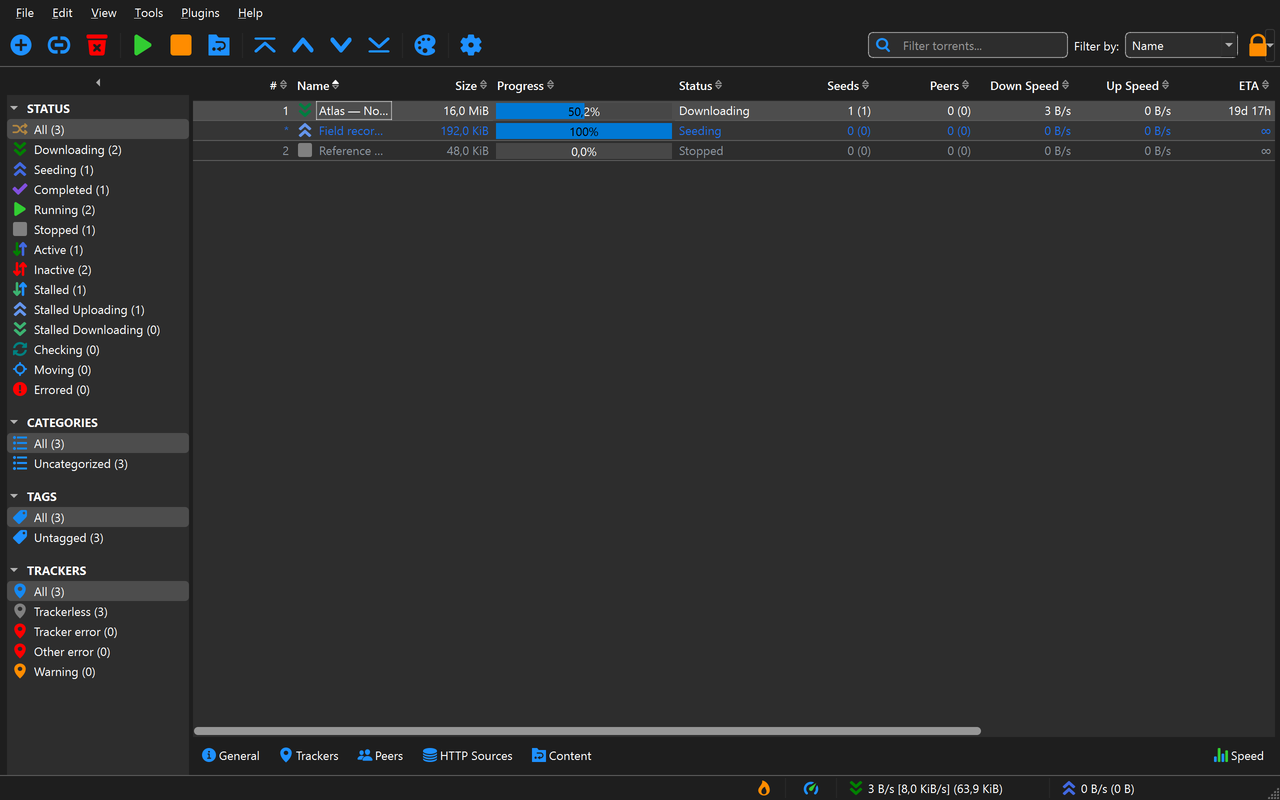 File Edit View Tools Plugins Help
Filter torrents... Filter by: Name
# Name Size Progress Status Seeds Peers Down Speed Up Speed ETA
1 Atlas — No... 16,0 MiB 50,2% Downloading 1 (1) 0 (0) 3 B/s 0 B/s 19d 17h
* Field recor... 192,0 KiB 100% Seeding 0 (0) 0 (0) 0 B/s 0 B/s ∞
2 Reference ... 48,0 KiB 0,0% Stopped 0 (0) 0 (0) 0 B/s 0 B/s ∞
STATUS
All (3)
Downloading (2)
Seeding (1)
Completed (1)
Running (2)
Stopped (1)
Active (1)
Inactive (2)
Stalled (1)
Stalled Uploading (1)
Stalled Downloading (0)
Checking (0)
Moving (0)
Errored (0)
CATEGORIES
All (3)
Uncategorized (3)
TAGS
All (3)
Untagged (3)
TRACKERS
All (3)
Trackerless (3)
Tracker error (0)
Other error (0)
Warning (0)
General Trackers Peers HTTP Sources Content Speed
3 B/s [8,0 KiB/s] (63,9 KiB) 0 B/s (0 B)